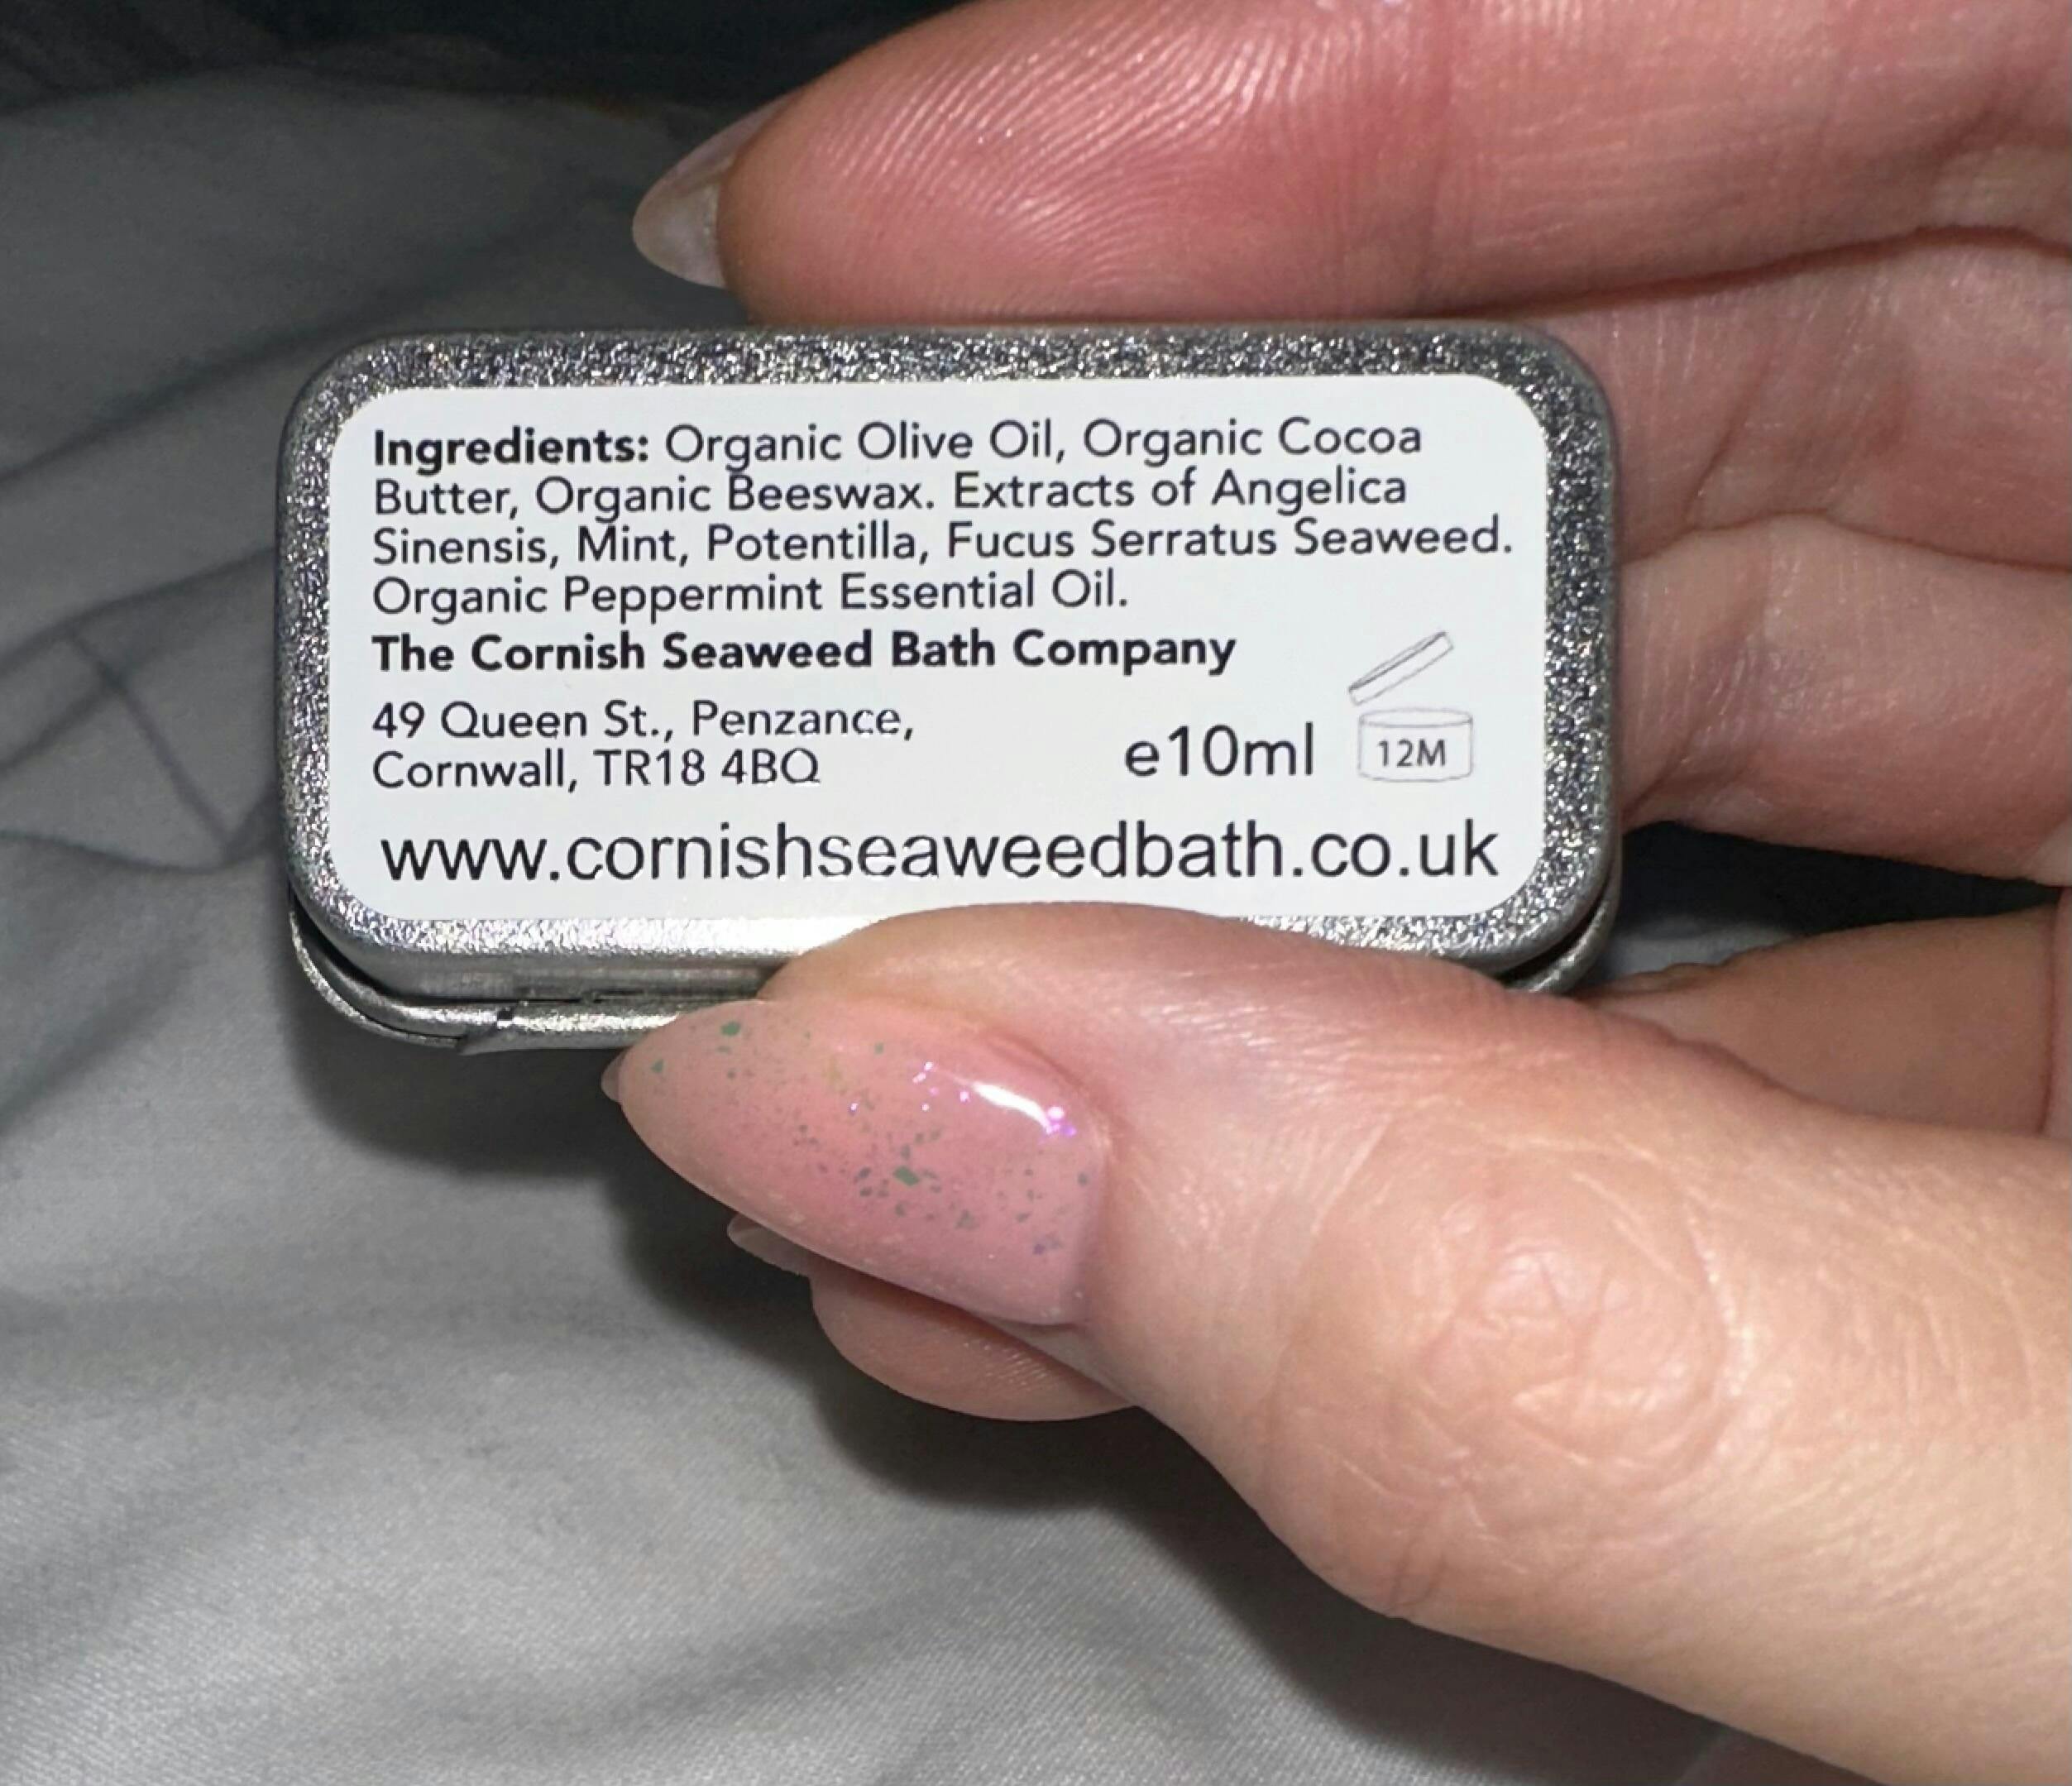 Ingredients: Organic Olive Oil, Organic Cocoa
Butter, Organic Beeswax. Extracts of Angelica
Sinensis, Mint, Potentilla, Fucus Serratus Seaweed.
Organic Peppermint Essential Oil.
The Cornish Seaweed Bath Company
49 Queen St., Penzance,
Cornwall, TR18 4BQ
e10ml
12M
www.cornishseaweedbath.co.uk